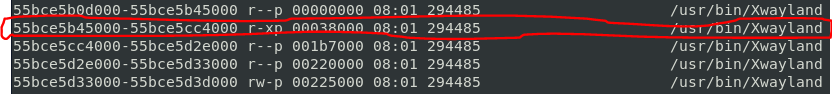 55bce5b0d000-55bce5b45000 r--p 00000000 08:01 294485 /usr/bin/Xwayland
55bce5b45000-55bce5cc4000 r-xp 00038000 08:01 294485 /usr/bin/Xwayland
55bce5cc4000-55bce5d2e000 r--p 001b7000 08:01 294485 /usr/bin/Xwayland
55bce5d2e000-55bce5d33000 r--p 00220000 08:01 294485 /usr/bin/Xwayland
55bce5d33000-55bce5d3d000 rw-p 00225000 08:01 294485 /usr/bin/Xwayland